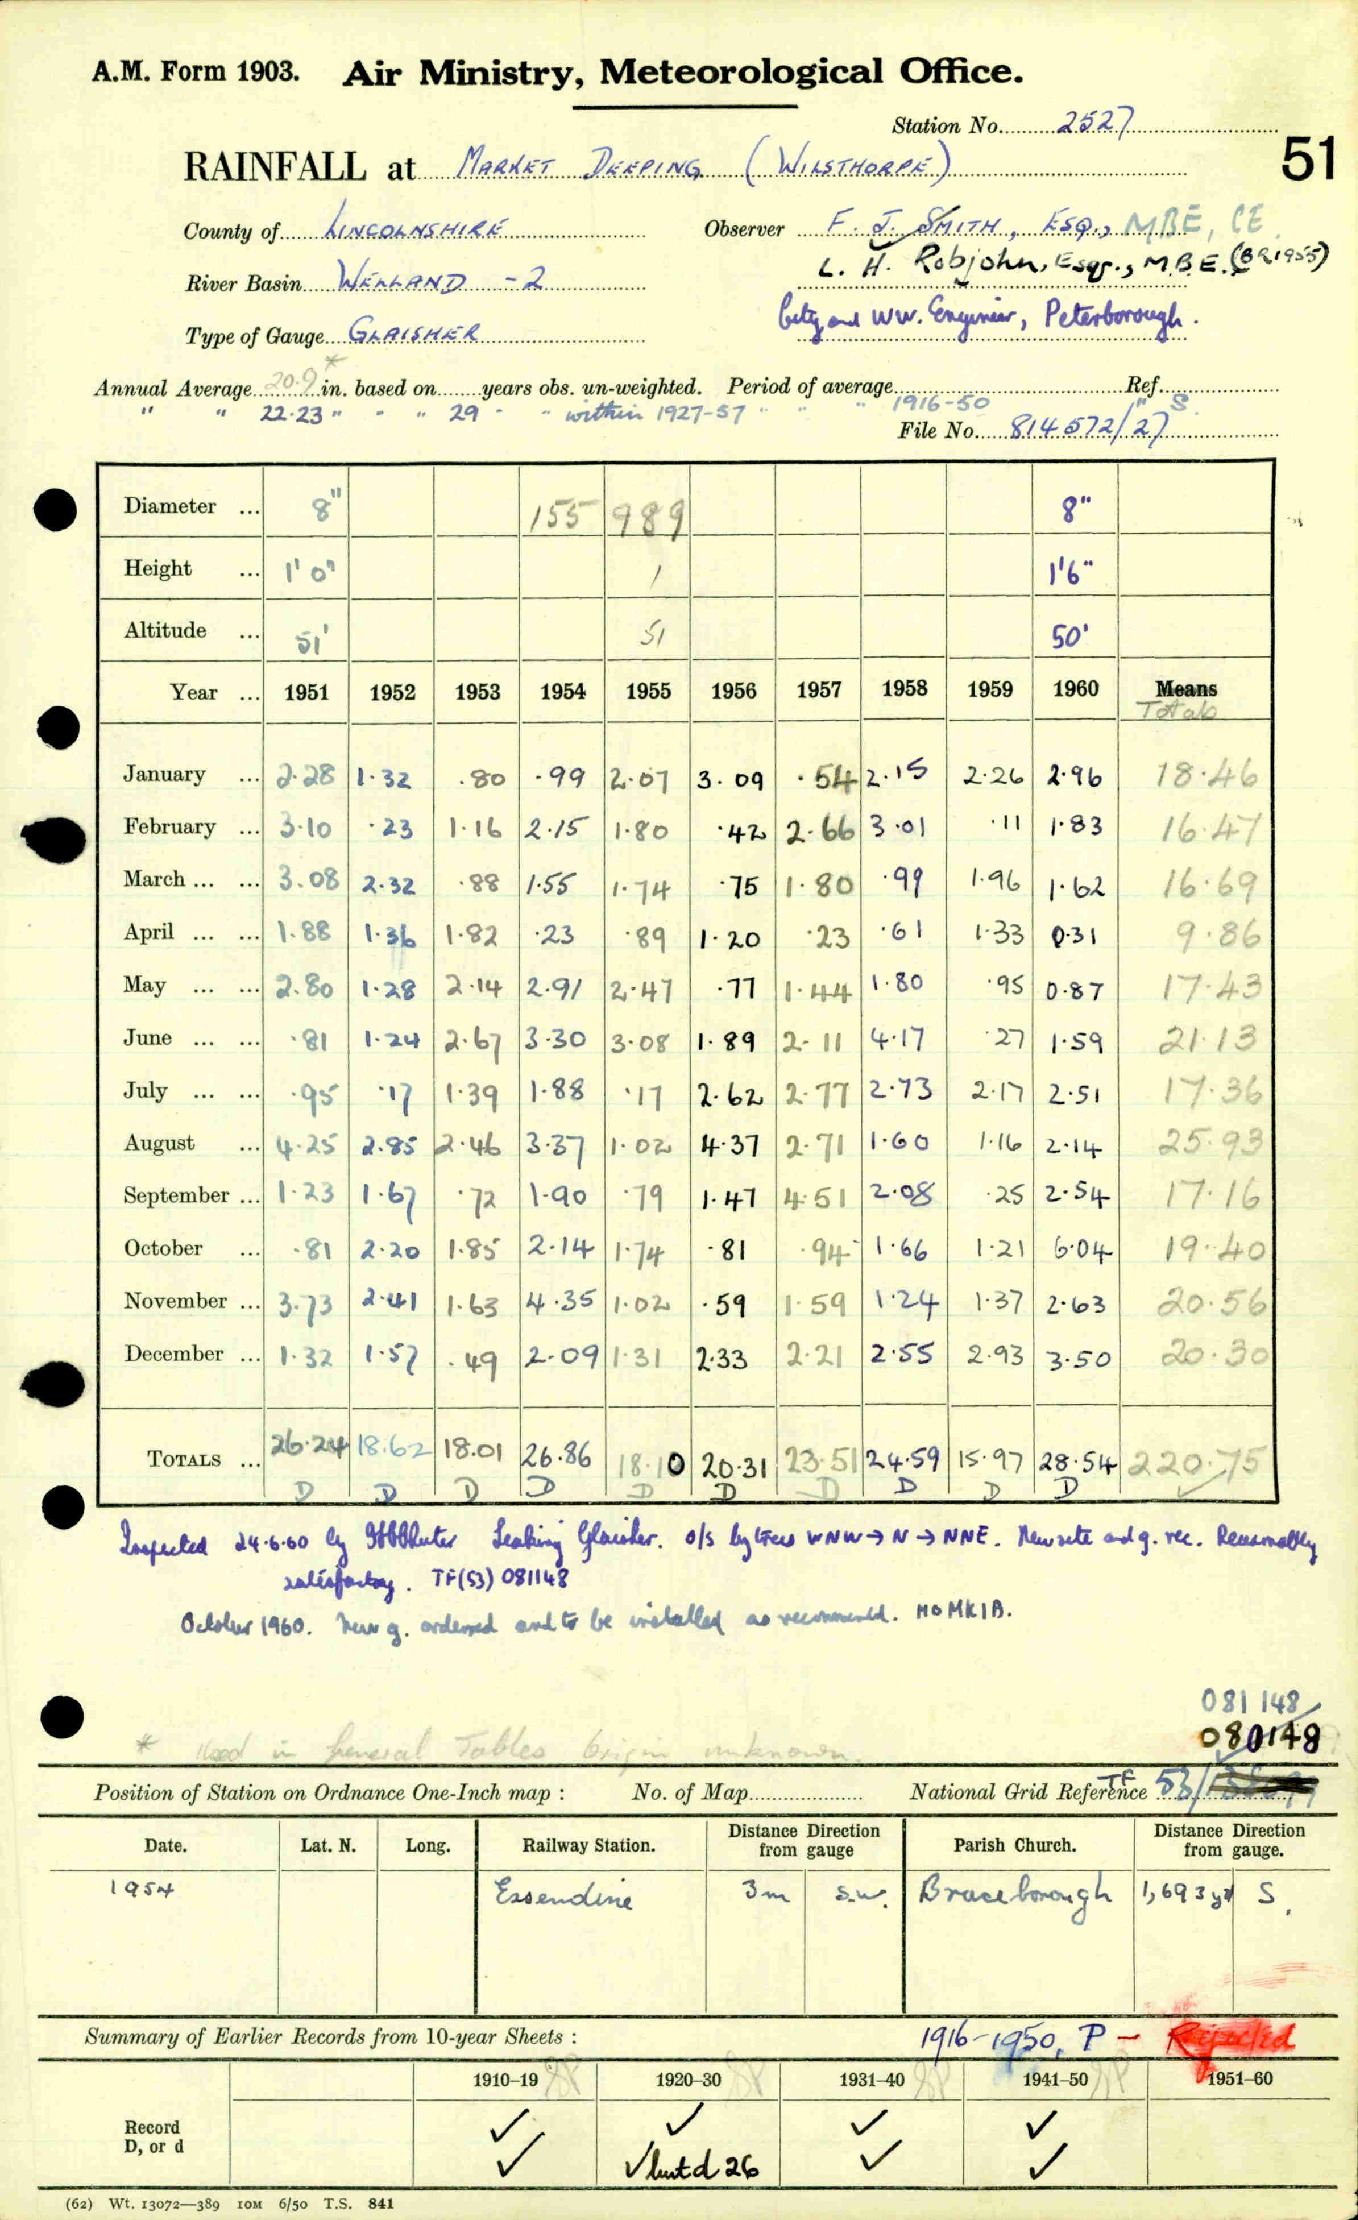 A.M. Form 1903. Air Ministry, Meteorological Office.
Station No. 2527
51
RAINFALL at MARKET DEEPING (WILSTHORPE)
County of LINCOLNSHIRE Observer F. J. SMITH, ESQ., MBE, CE.
L. H. Robjohn, Esqr., M.B.E. (BR1955)
River Basin WELLAND -2
City and WW. Engineer, Peterborough.
Type of Gauge GLAISHER
Annual Average 20.9* in. based on years obs. un-weighted. Period of average Ref.
" " 22.23 " " " 29 " " within 1927-57 " " " 1916-50 " S
File No. 814572/27
Diameter ... 8" 155 989 8"
Height ... 1' 0" 1 1'6"
Altitude ... 51' 51 50'
Year ... 1951 1952 1953 1954 1955 1956 1957 1958 1959 1960 Means
Totals
January ... 2.28 1.32 .80 .99 2.07 3.09 .54 2.15 2.26 2.96 18.46
February ... 3.10 .23 1.16 2.15 1.80 .42 2.66 3.01 .11 1.83 16.47
March ... ... 3.08 2.32 .88 1.55 1.74 .75 1.80 .99 1.96 1.62 16.69
April ... ... 1.88 1.36 1.82 .23 .89 1.20 .23 .61 1.33 0.31 9.86
May ... ... 2.80 1.28 2.14 2.91 2.47 .77 1.44 1.80 .95 0.87 17.43
June ... ... .81 1.24 2.67 3.30 3.08 1.89 2.11 4.17 .27 1.59 21.13
July ... ... .95 .17 1.39 1.88 .17 2.62 2.77 2.73 2.17 2.51 17.36
August ... 4.25 2.85 2.46 3.37 1.02 4.37 2.71 1.60 1.16 2.14 25.93
September ... 1.23 1.67 .72 1.90 .79 1.47 4.51 2.08 .25 2.54 17.16
October ... .81 2.20 1.85 2.14 1.74 .81 .94 1.66 1.21 6.04 19.40
November ... 3.73 2.41 1.63 4.35 1.02 .59 1.59 1.24 1.37 2.63 20.56
December ... 1.32 1.57 .49 2.09 1.31 2.33 2.21 2.55 2.93 3.50 20.30
TOTALS ... 26.24 18.62 18.01 26.86 18.10 20.31 23.51 24.59 15.97 28.54 220.75
D D D D D D D D D D
Inspected 24.6.60 by Leaking Glaisher. o/s by trees WNW→N→NNE. New site and g. rec. Reasonably
satisfactory. TF(53) 081148
October 1960. New g. ordered and to be installed as recommended. MO MK1B.
081 148
080148
* Used in General Tables origin unknown.
Position of Station on Ordnance One-Inch map : No. of Map National Grid Reference TF 53/
Date. Lat. N. Long. Railway Station. Distance Direction from gauge Parish Church. Distance Direction from gauge.
1954 Essendine 3m S.W. Braceborough 1,693 yd S.
Summary of Earlier Records from 10-year Sheets : 1916-1950, P - Rejected
1910–19 1920–30 1931–40 1941–50 1951–60
Record ✓ ✓ ✓ ✓
D, or d ✓ ✓ but d 26 ✓ ✓
(62) Wt. 13072—389 10M 6/50 T.S. 841